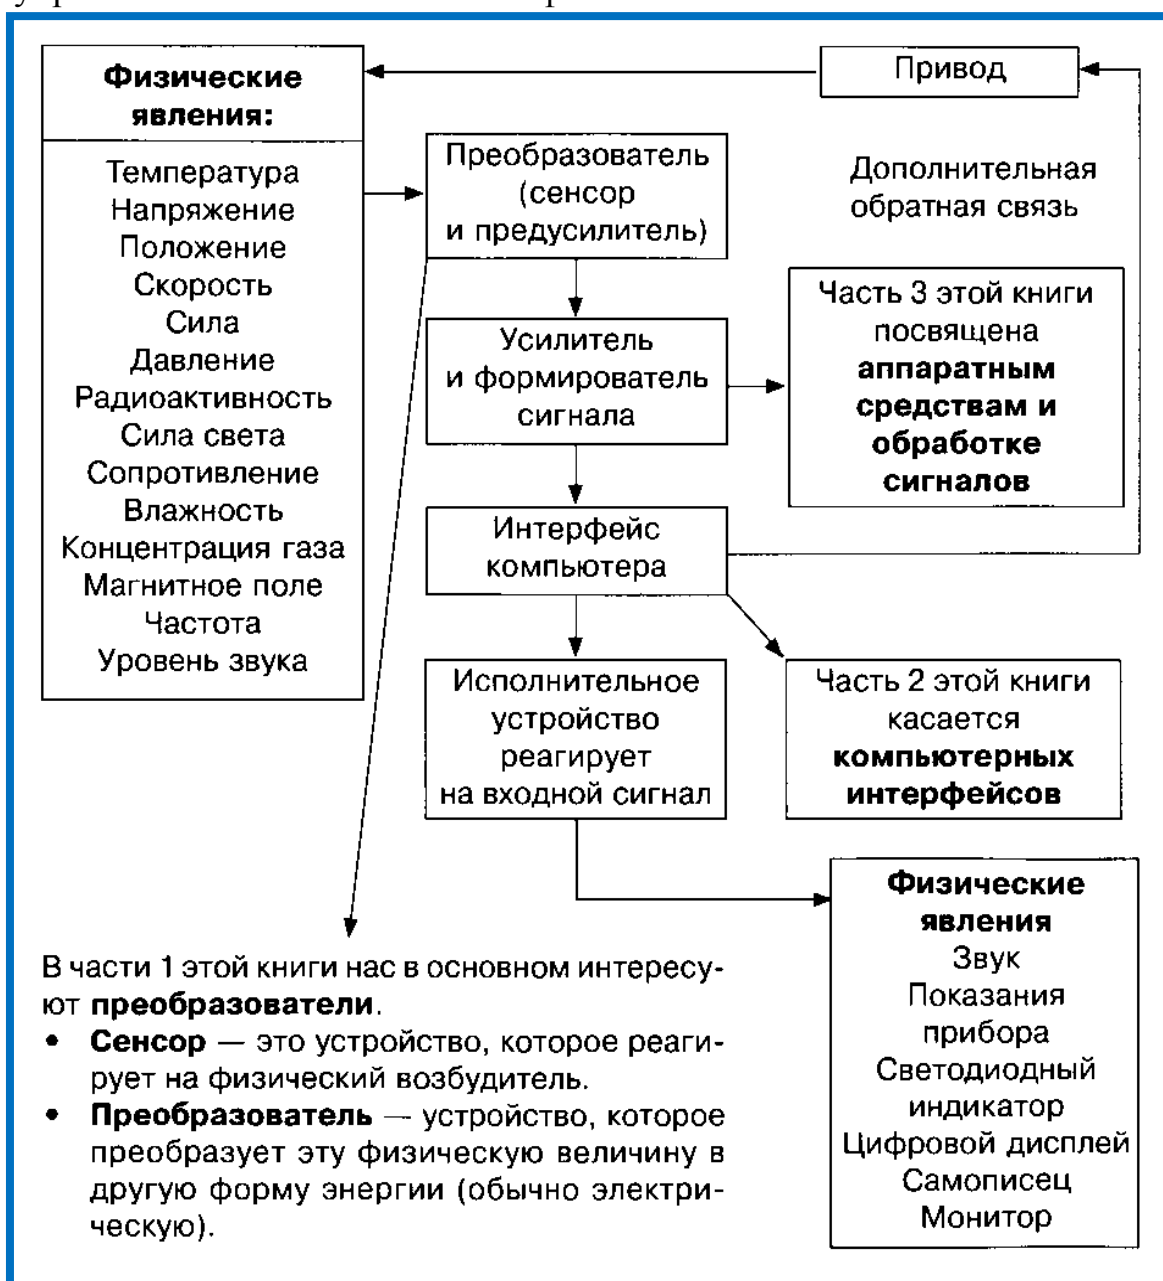 Физические
явления:
Температура
Напряжение
Положение
Скорость
Сила
Давление
Радиоактивность
Сила света
Сопротивление
Влажность
Концентрация газа
Магнитное поле
Частота
Уровень звука
Привод
Дополнительная
обратная связь
Преобразователь
(сенсор
и предусилитель)
Усилитель
и формирователь
сигнала
Часть 3 этой книги
посвящена
аппаратным
средствам и
обработке
сигналов
Интерфейс
компьютера
Исполнительное
устройство
реагирует
на входной сигнал
Часть 2 этой книги
касается
компьютерных
интерфейсов
Физические
явления
Звук
Показания
прибора
Светодиодный
индикатор
Цифровой дисплей
Самописец
Монитор
В части 1 этой книги нас в основном интересу-
ют преобразователи.
• Сенсор — это устройство, которое реаги-
рует на физический возбудитель.
• Преобразователь — устройство, которое
преобразует эту физическую величину в
другую форму энергии (обычно электри-
ческую).